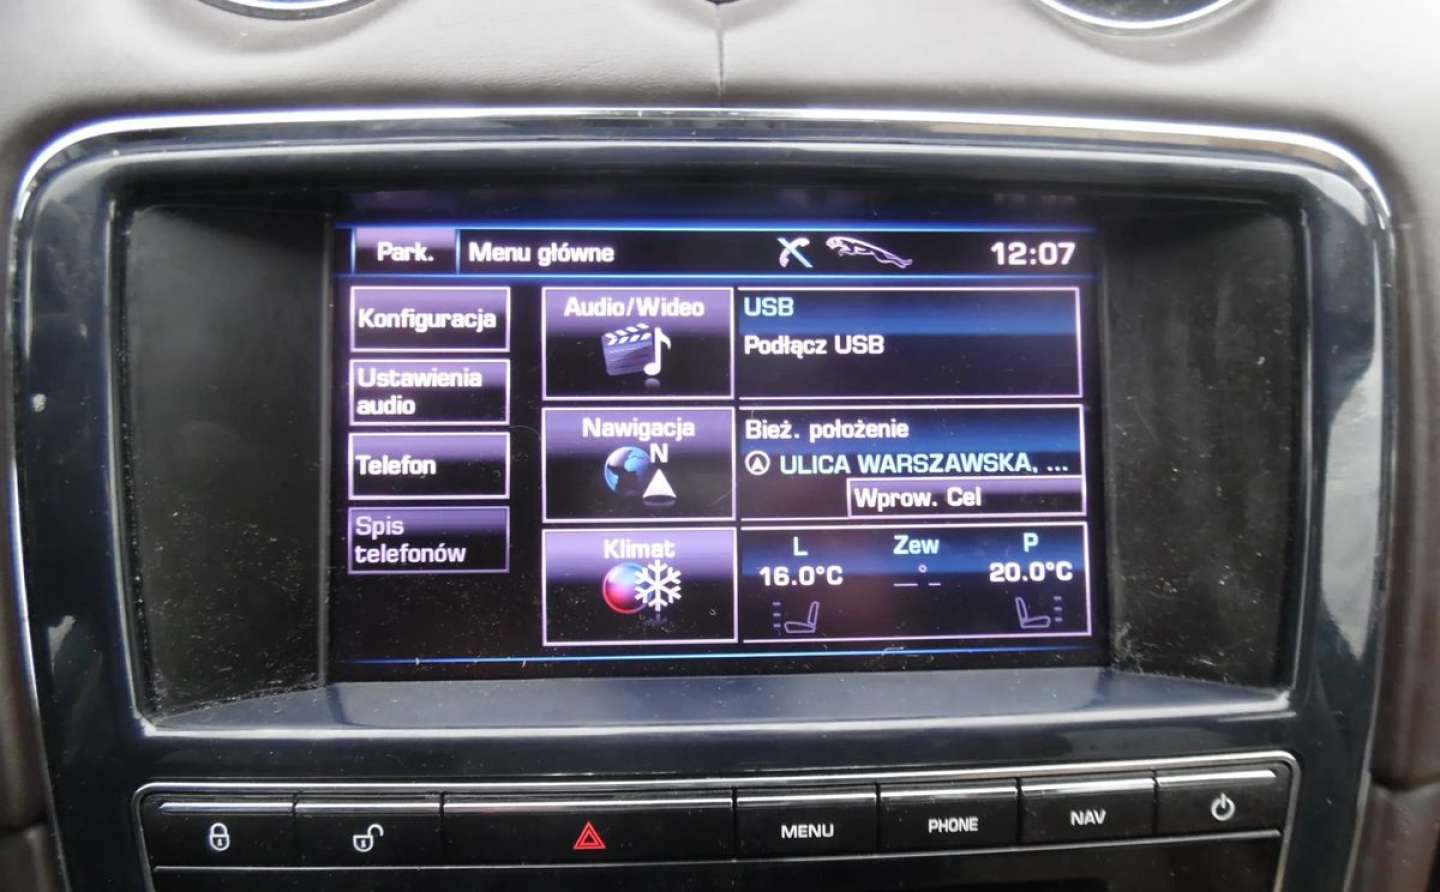 Park. Menu główne 12:07
Konfiguracja
Ustawienia
audio
Telefon
Spis
telefonów
Audio/Wideo
USB
Podłącz USB
Nawigacja
N
Bież. położenie
ULICA WARSZAWSKA, ...
Wprow. Cel
Klimat
L Zew P
16.0°C __°_ 20.0°C
MENU PHONE NAV